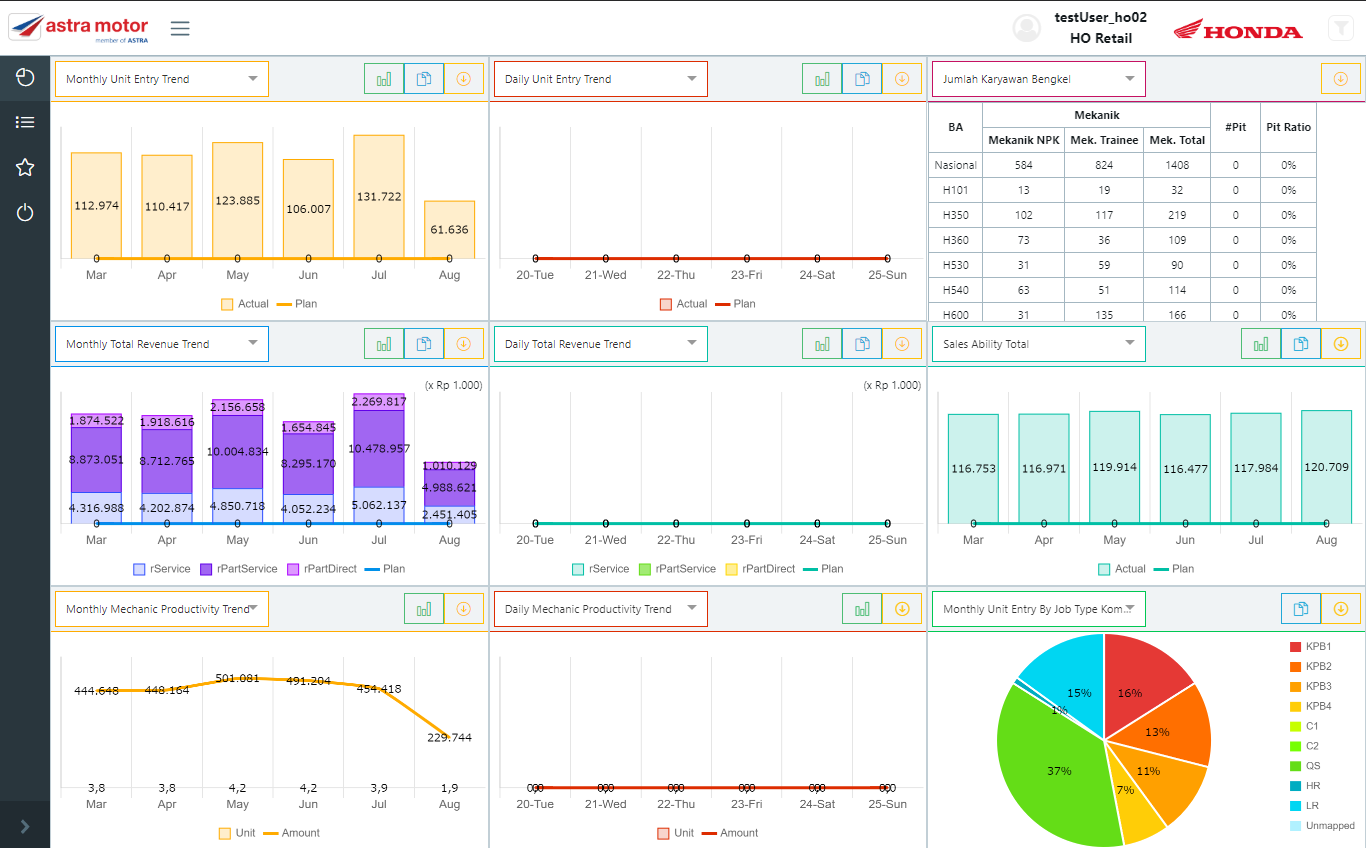 astra motor
member of ASTRA
testUser_ho02
HO Retail
HONDA
Monthly Unit Entry Trend
112.974
110.417
123.885
106.007
131.722
61.636
0 0 0 0 0 0
Mar Apr May Jun Jul Aug
Actual Plan
Daily Unit Entry Trend
0 0 0 0 0 0
20-Tue 21-Wed 22-Thu 23-Fri 24-Sat 25-Sun
Actual Plan
Jumlah Karyawan Bengkel
BA Mekanik #Pit Pit Ratio
Mekanik NPK Mek. Trainee Mek. Total
Nasional 584 824 1408 0 0%
H101 13 19 32 0 0%
H350 102 117 219 0 0%
H360 73 36 109 0 0%
H530 31 59 90 0 0%
H540 63 51 114 0 0%
H600 31 135 166 0 0%
Monthly Total Revenue Trend
(x Rp 1.000)
1.874.522 1.918.616 2.156.658 1.654.845 2.269.817 1.010.129
8.873.051 8.712.765 10.004.834 8.295.170 10.478.957 4.988.621
4.316.988 4.202.874 4.850.718 4.052.234 5.062.137 2.451.405
0 0 0 0 0 0
Mar Apr May Jun Jul Aug
rService rPartService rPartDirect Plan
Daily Total Revenue Trend
(x Rp 1.000)
0 0 0 0 0 0
20-Tue 21-Wed 22-Thu 23-Fri 24-Sat 25-Sun
rService rPartService rPartDirect Plan
Sales Ability Total
116.753 116.971 119.914 116.477 117.984 120.709
0 0 0 0 0 0
Mar Apr May Jun Jul Aug
Actual Plan
Monthly Mechanic Productivity Trend
444.648 448.164 501.081 491.204 454.418 229.744
3,8 3,8 4,2 4,2 3,9 1,9
Mar Apr May Jun Jul Aug
Unit Amount
Daily Mechanic Productivity Trend
20-Tue 21-Wed 22-Thu 23-Fri 24-Sat 25-Sun
Unit Amount
Monthly Unit Entry By Job Type Kom...
15%
16%
1%
13%
37%
11%
7%
KPB1
KPB2
KPB3
KPB4
C1
C2
QS
HR
LR
Unmapped